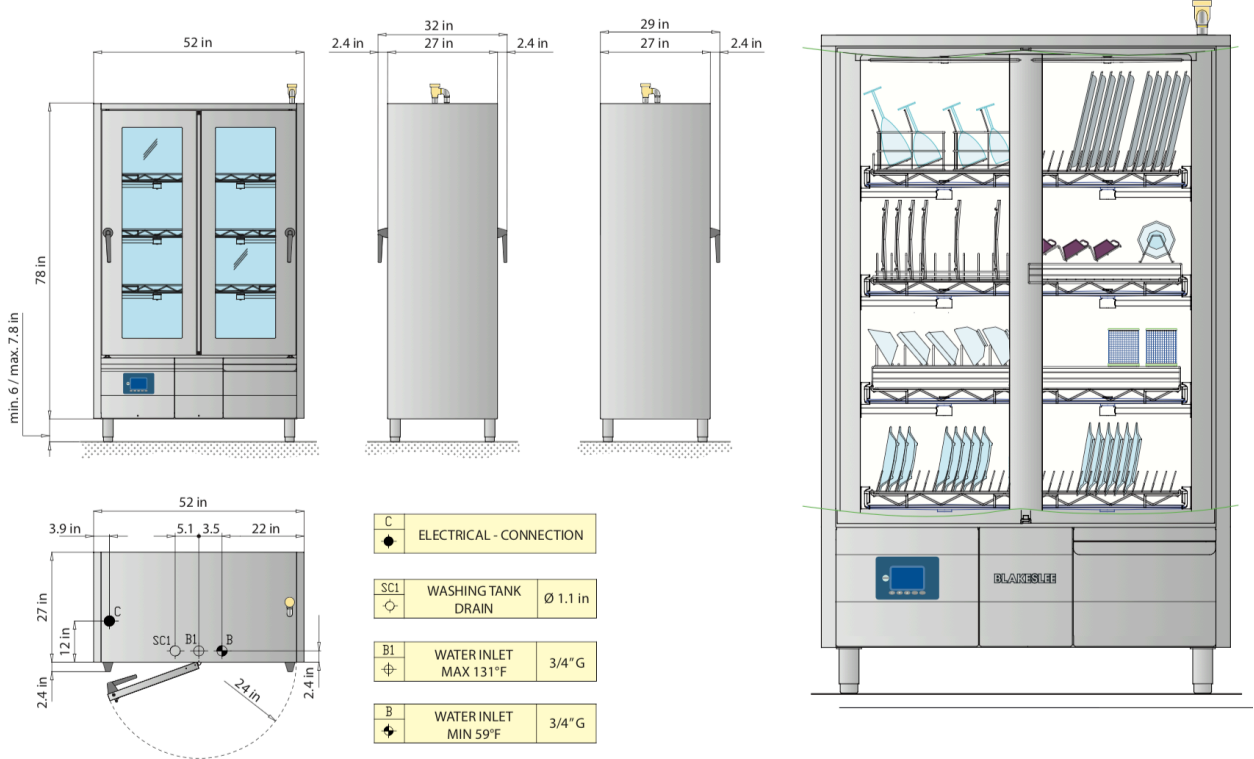 52 in
2.4 in
32 in
27 in
2.4 in
29 in
27 in
2.4 in
78 in
min. 6 / max. 7.8 in
52 in
3.9 in
5.1
3.5
22 in
27 in
12 in
2.4 in
C
SC1
B1
B
24 in
2.4 in
C
ELECTRICAL - CONNECTION
SC1
WASHING TANK
DRAIN
Ø 1.1 in
B1
WATER INLET
MAX 131°F
3/4"G
B
WATER INLET
MIN 59°F
3/4"G
BLAKESLEE